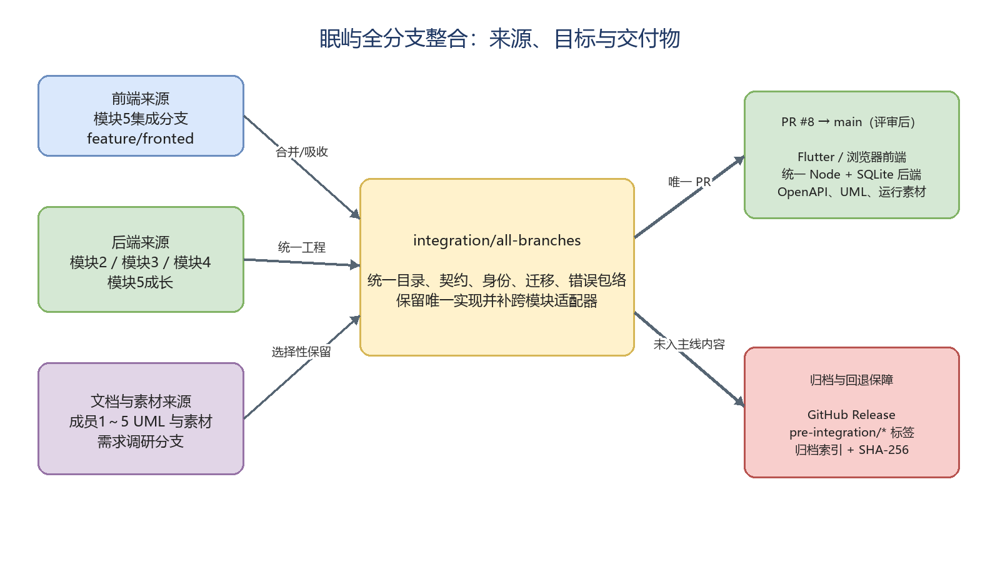 眠屿全分支整合：来源、目标与交付物
前端来源
模块5集成分支
feature/fronted
合并/吸收
后端来源
模块2 / 模块3 / 模块4
模块5成长
统一工程
文档与素材来源
成员1～5 UML 与素材
需求调研分支
选择性保留
integration/all-branches
统一目录、契约、身份、迁移、错误包络
保留唯一实现并补跨模块适配器
唯一 PR
PR #8 → main（评审后）
Flutter / 浏览器前端
统一 Node + SQLite 后端
OpenAPI、UML、运行素材
未入主线内容
归档与回退保障
GitHub Release
pre-integration/* 标签
归档索引 + SHA-256